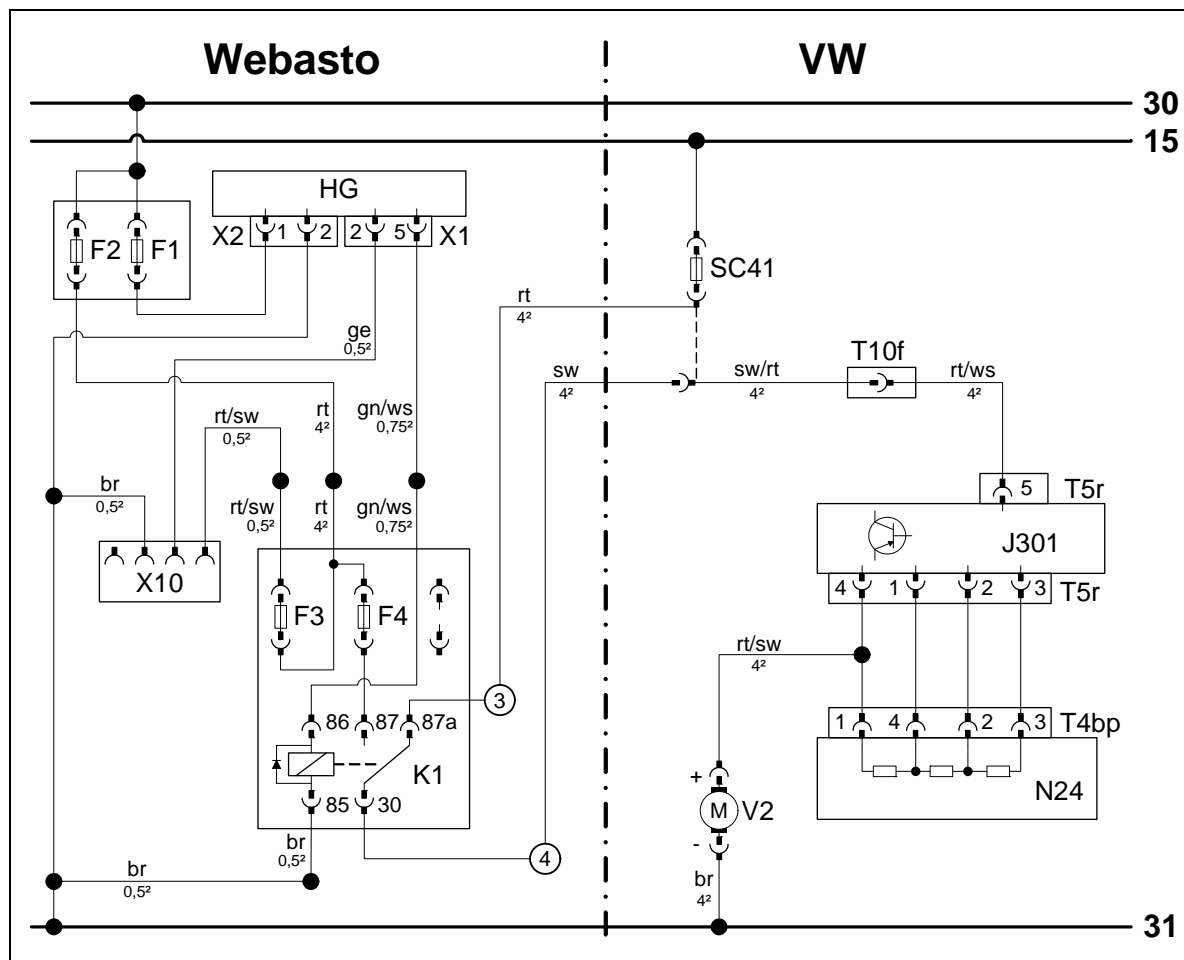 Webasto
VW
30
15
HG
F2 F1
X2 1 2 2 5 X1
SC41
rt
4²
ge
0,5²
T10f
sw
4²
sw/rt
4²
rt/ws
4²
rt/sw
0,5²
rt
4²
gn/ws
0,75²
br
0,5²
rt/sw
0,5²
rt
4²
gn/ws
0,75²
5 T5r
J301
X10
4 1 2 3 T5r
F3 F4
rt/sw
4²
3
86 87 87a
1 4 2 3 T4bp
K1
N24
+
M V2
-
85 30
br
0,5²
4
br
0,5²
br
4²
31